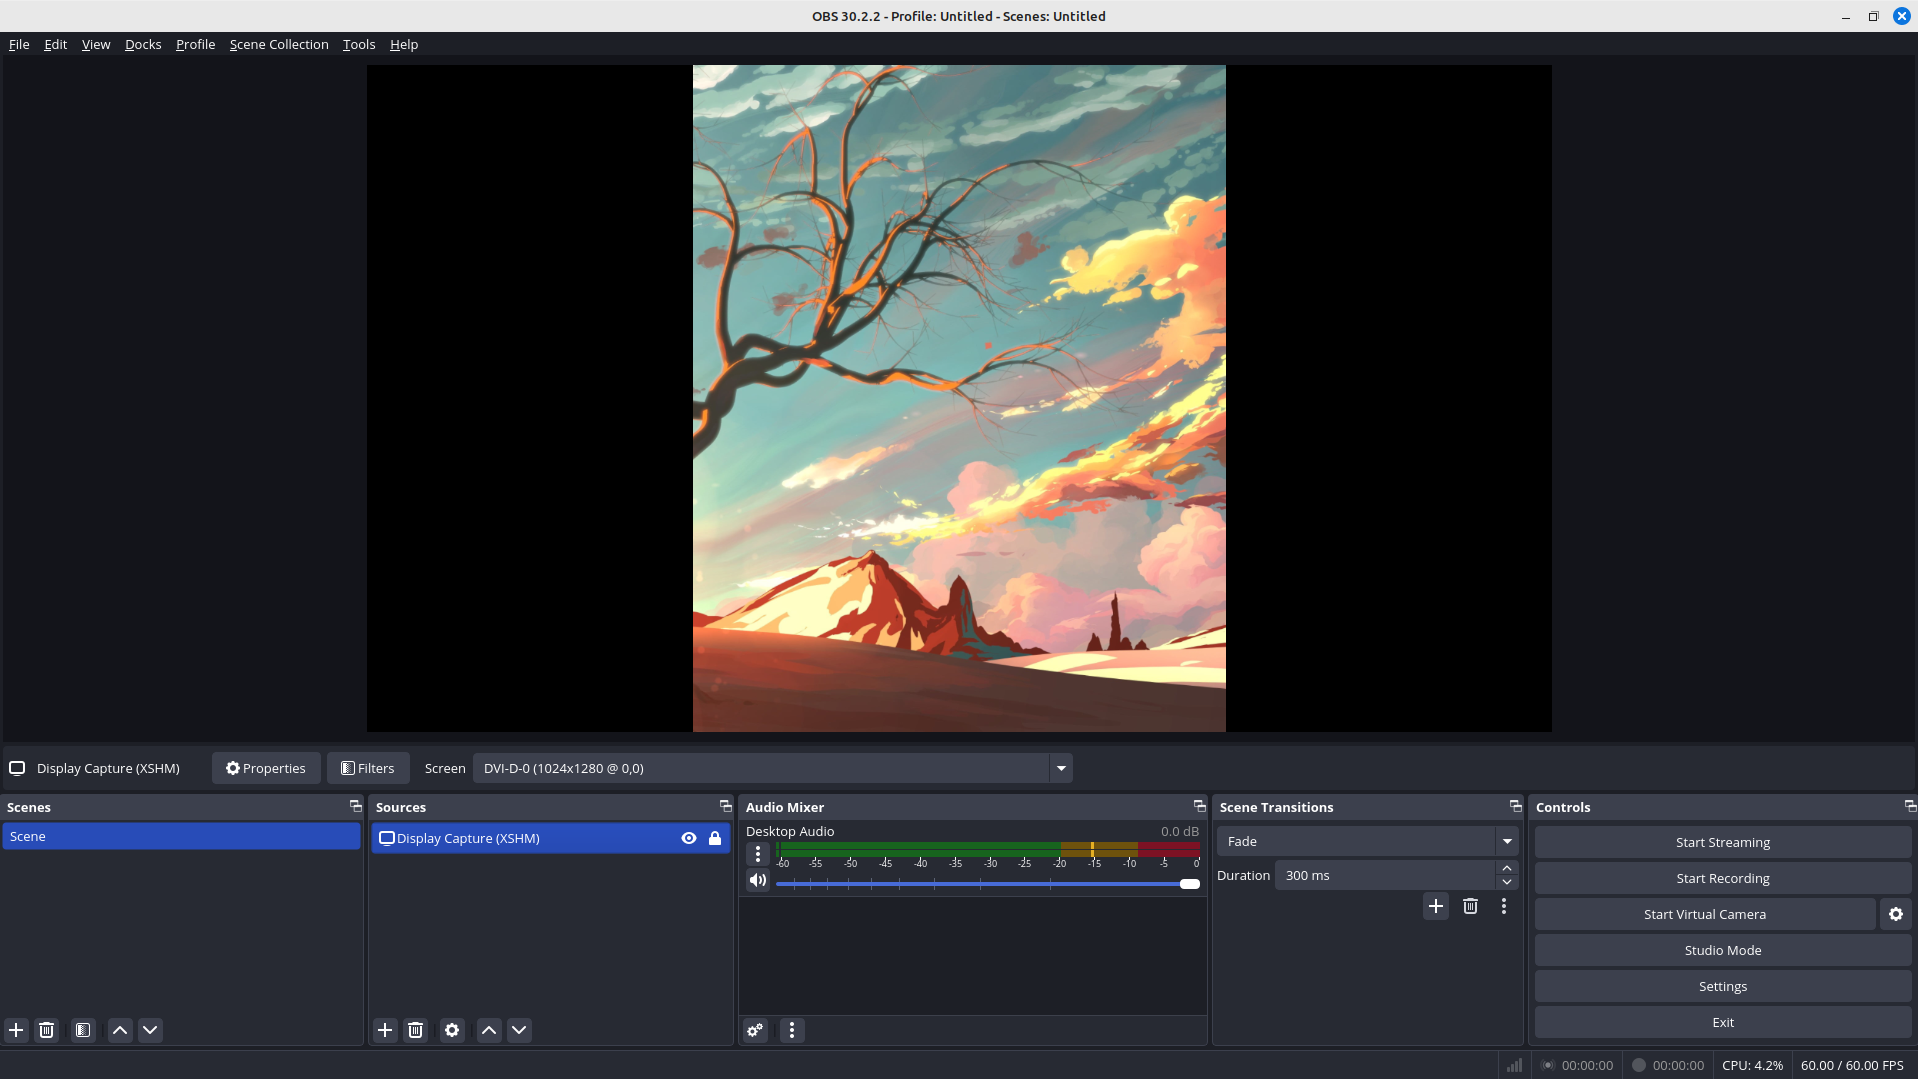 OBS 30.2.2 - Profile: Untitled - Scenes: Untitled
File Edit View Docks Profile Scene Collection Tools Help
Display Capture (XSHM) Properties Filters Screen DVI-D-0 (1024x1280 @ 0,0)
Scenes
Scene
Sources
Display Capture (XSHM)
Audio Mixer
Desktop Audio 0.0 dB
-60 -55 -50 -45 -40 -35 -30 -25 -20 -15 -10 -5 0
Scene Transitions
Fade
Duration 300 ms
Controls
Start Streaming
Start Recording
Start Virtual Camera
Studio Mode
Settings
Exit
00:00:00 00:00:00 CPU: 4.2% 60.00 / 60.00 FPS